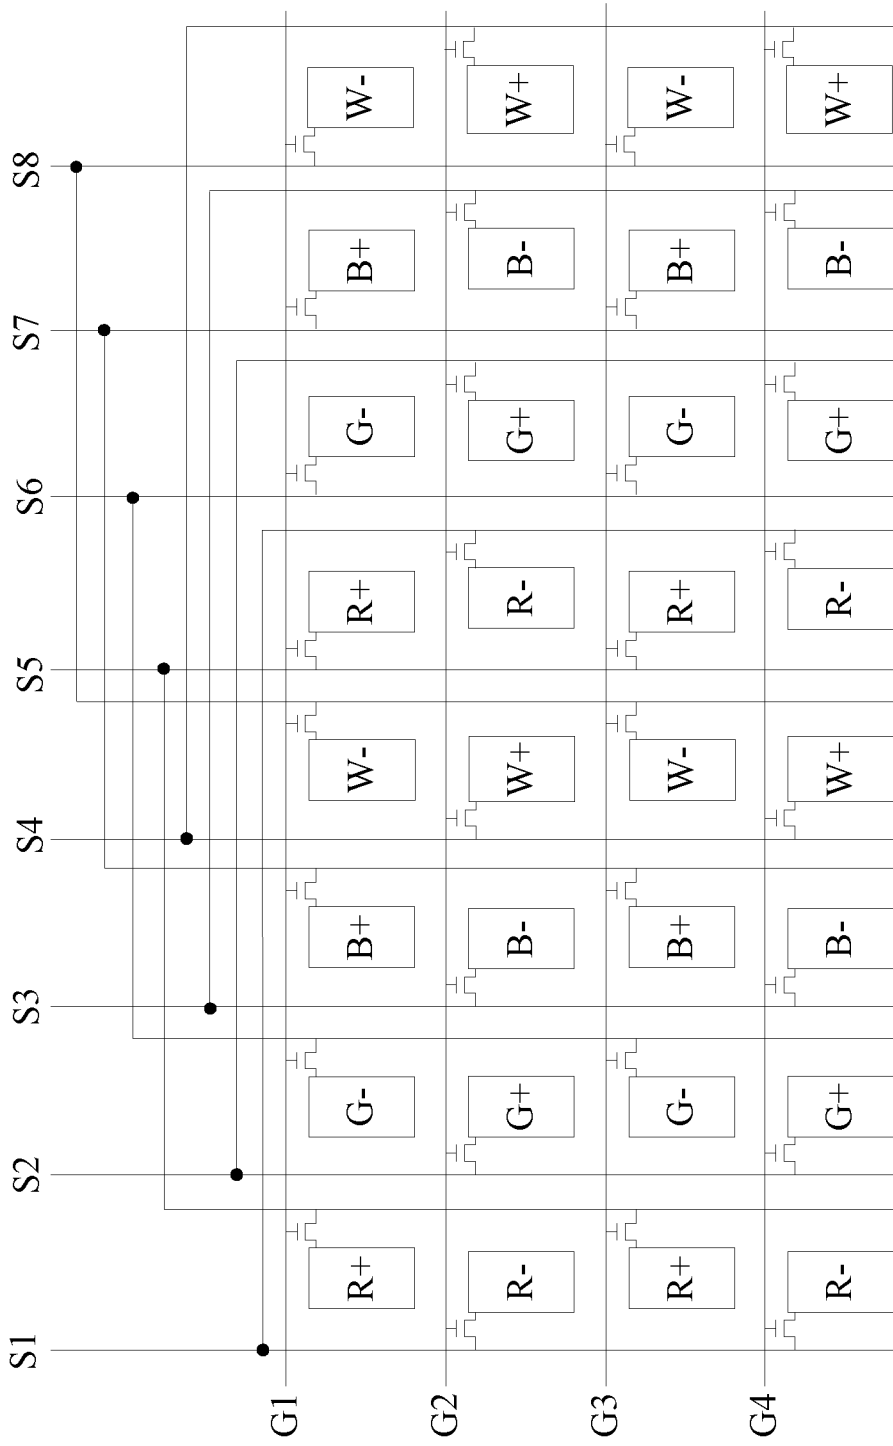 S1 S2 S3 S4 S5 S6 S7 S8
G1 R+ G- B+ W- R+ G- B+ W-
G2 R- G+ B- W+ R- G+ B- W+
G3 R+ G- B+ W- R+ G- B+ W-
G4 R- G+ B- W+ R- G+ B- W+